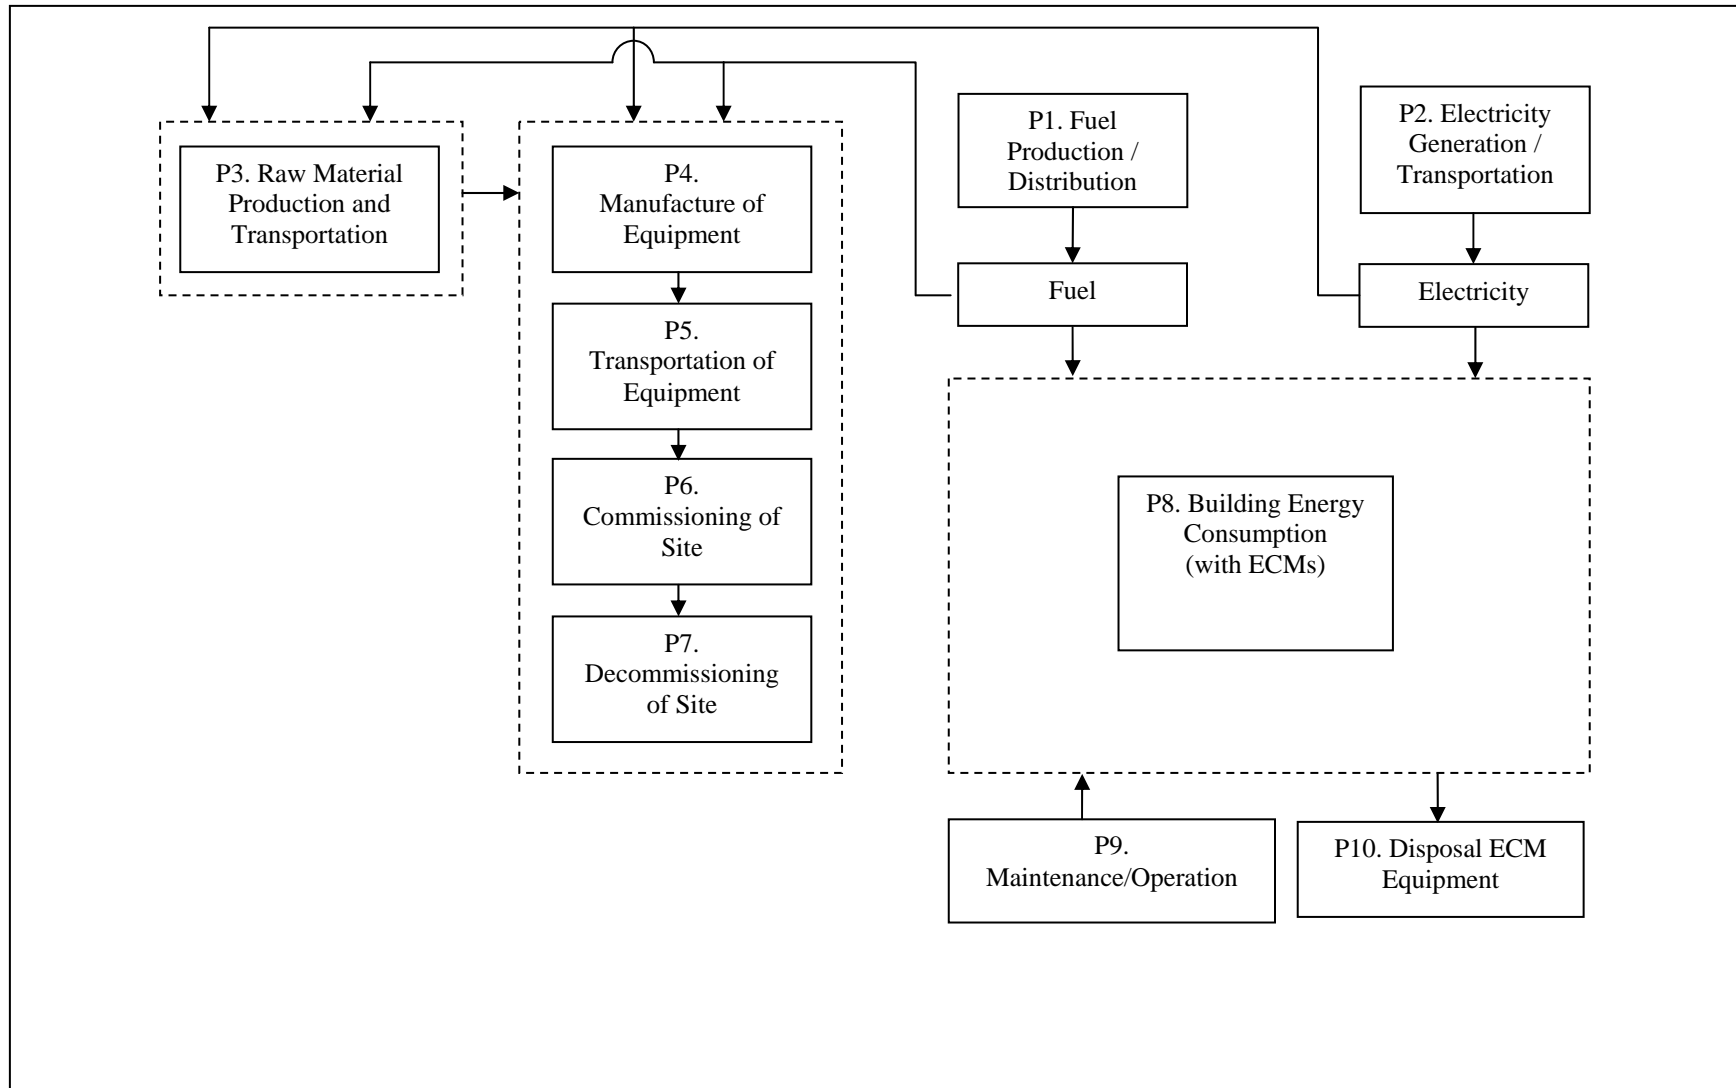 P1. Fuel
Production /
Distribution
P2. Electricity
Generation /
Transportation
P3. Raw Material
Production and
Transportation
P4.
Manufacture of
Equipment
Fuel
Electricity
P5.
Transportation of
Equipment
P6.
Commissioning of
Site
P8. Building Energy
Consumption
(with ECMs)
P7.
Decommissioning
of Site
P9.
Maintenance/Operation
P10. Disposal ECM
Equipment